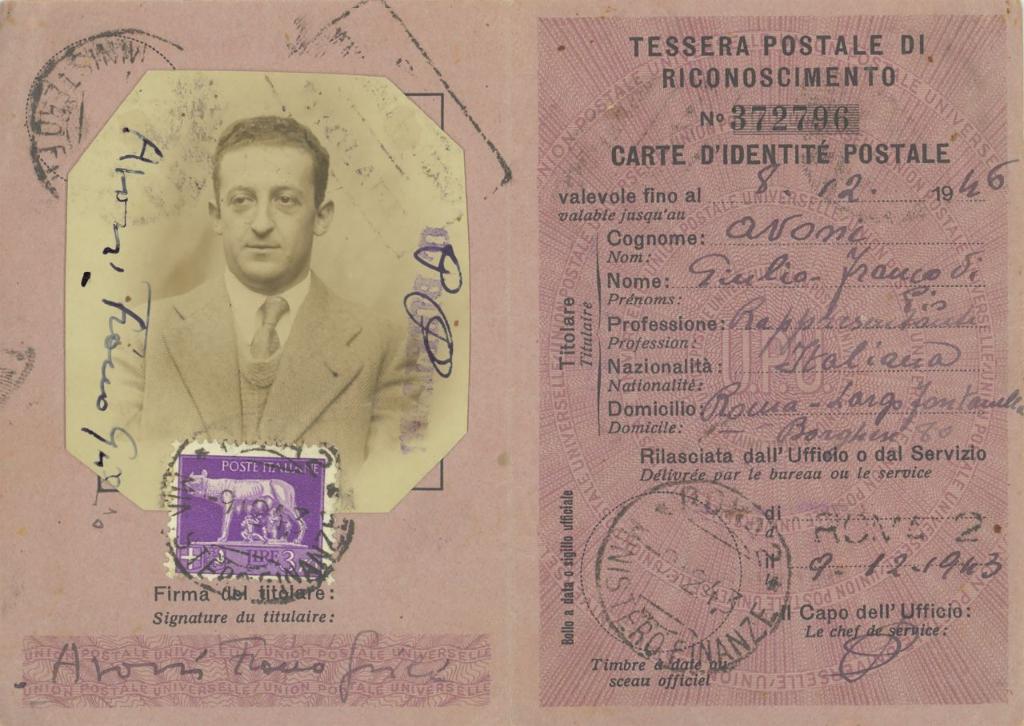 POSTE ITALIANE
LIRE 3
Firma del titolare:
Signature du titulaire:
UNION POSTALE UNIVERSELLE
Avoni Franco
TESSERA POSTALE DI
RICONOSCIMENTO
No 372796
CARTE D'IDENTITÉ POSTALE
valevole fino al 8 . 12 . 1946
valable jusqu'au
Titolare
Titulaire
Cognome: Avoni
Nom:
Nome: Giulio - Franco di
Prénoms:
Professione: Rappresentante
Profession:
Nazionalità: Italiana
Nationalité:
Domicilio: Roma - Largo Fontanella
Domicile: Borghese 80
Rilasciata dall'Ufficio o dal Servizio
Délivrée par le bureau ou le service
di ROMA 2
9-12-1943
Bollo a data o sigillo ufficiale
ROMA
MINISTERO FINANZE
Il Capo dell'Ufficio:
Le chef de service:
Timbre à date ou
sceau officiel